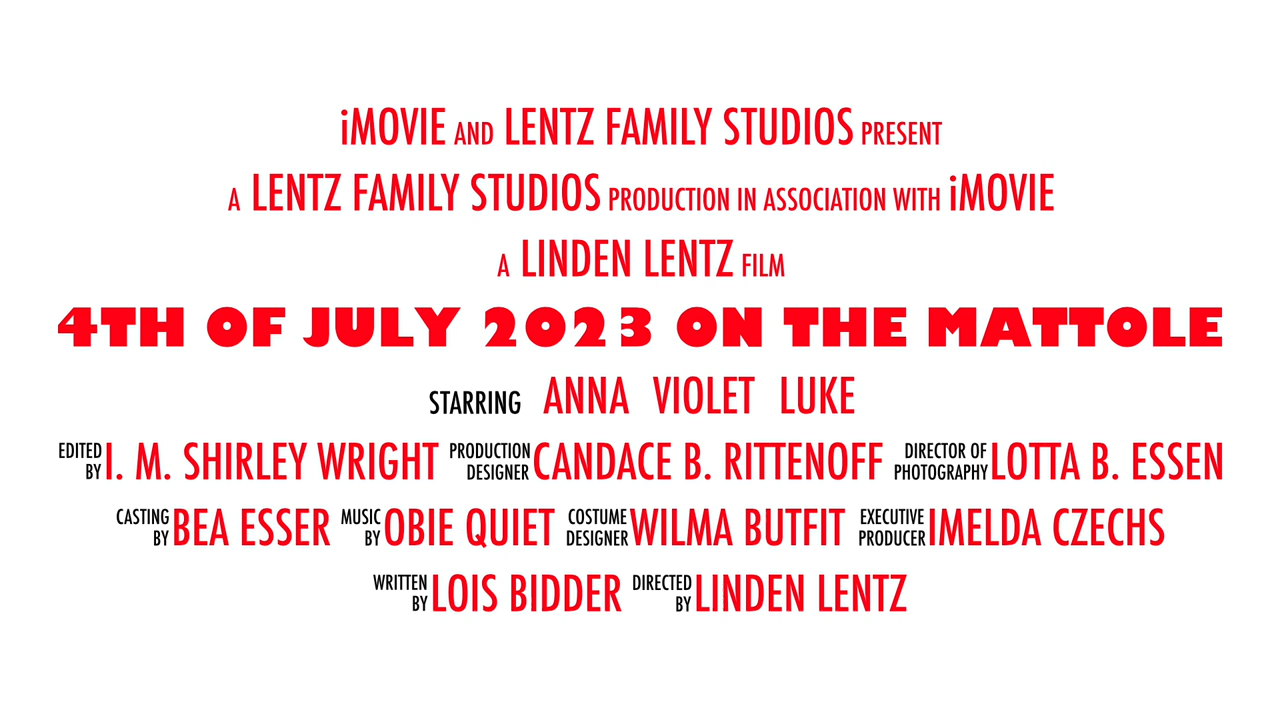 iMOVIE AND LENTZ FAMILY STUDIOS PRESENT
A LENTZ FAMILY STUDIOS PRODUCTION IN ASSOCIATION WITH iMOVIE
A LINDEN LENTZ FILM
4TH OF JULY 2023 ON THE MATTOLE
STARRING ANNA VIOLET LUKE
EDITED BY I. M. SHIRLEY WRIGHT PRODUCTION DESIGNER CANDACE B. RITTENOFF DIRECTOR OF PHOTOGRAPHY LOTTA B. ESSEN
CASTING BY BEA ESSER MUSIC BY OBIE QUIET COSTUME DESIGNER WILMA BUTFIT EXECUTIVE PRODUCER IMELDA CZECHS
WRITTEN BY LOIS BIDDER DIRECTED BY LINDEN LENTZ